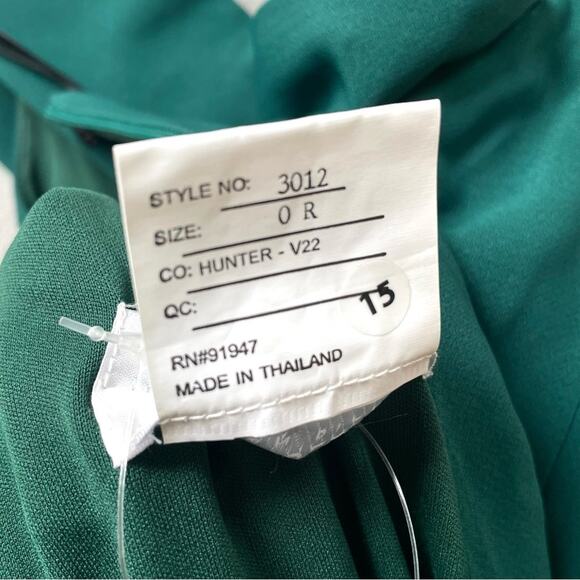 STYLE NO: 3012
SIZE: 0 R
CO: HUNTER - V22
QC: 15
RN#91947
MADE IN THAILAND